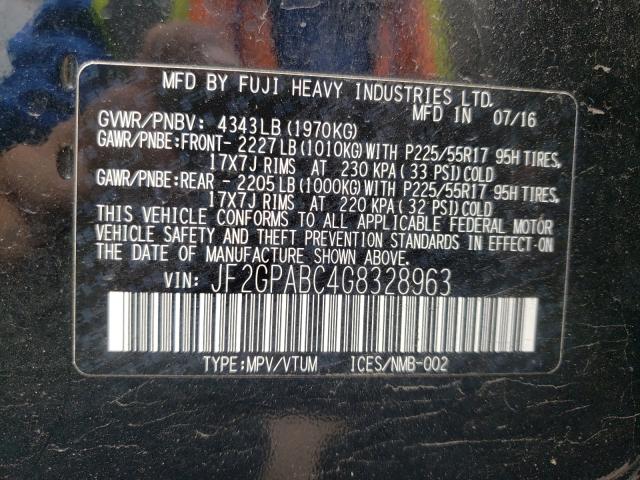 MFD BY FUJI HEAVY INDUSTRIES LTD.
MFD IN 07/16
GVWR/PNBV: 4343LB(1970KG)
GAWR/PNBE:FRONT- 2227LB(1010KG)WITH P225/55R17 95H TIRES,
17X7J RIMS AT 230 KPA(33 PSI)COLD
GAWR/PNBE:REAR - 2205LB(1000KG)WITH P225/55R17 95H TIRES,
17X7J RIMS AT 220 KPA(32 PSI)COLD
THIS VEHICLE CONFORMS TO ALL APPLICABLE FEDERAL MOTOR
VEHICLE SAFETY AND THEFT PREVENTION STANDARDS IN EFFECT-ON
THE DATE OF MANUFACTURE SHOWN ABOVE.
VIN: JF2GPABC4G8328963
TYPE:MPV/VTUM ICES/NMB-002